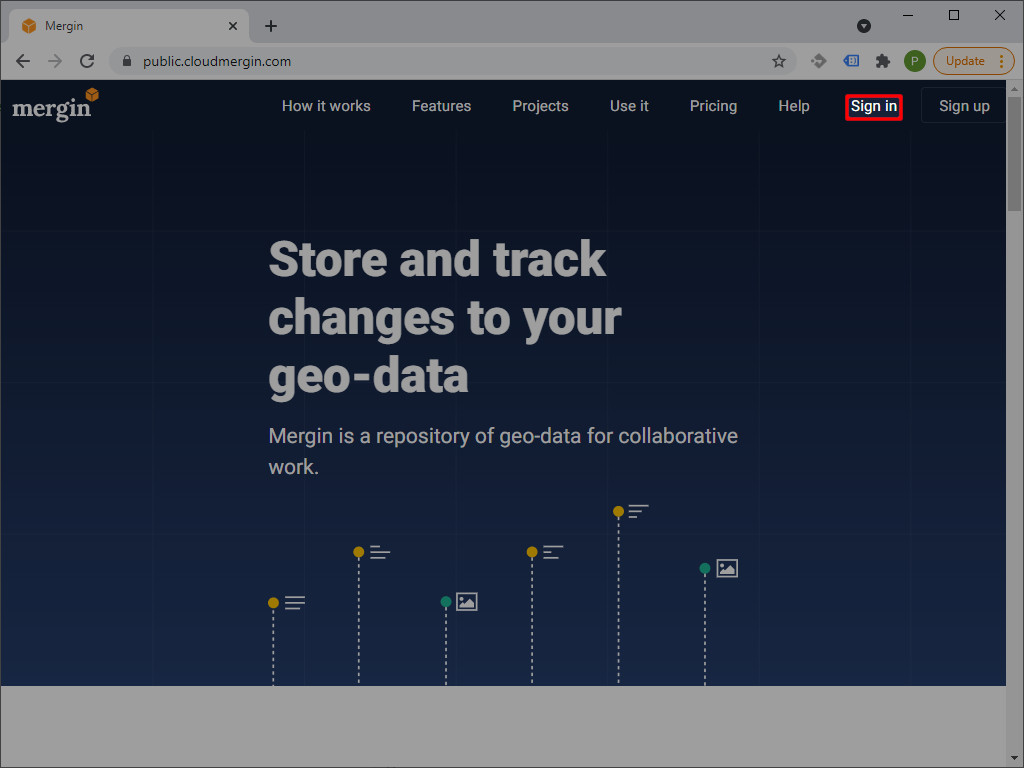 Mergin
public.cloudmergin.com
P
Update
mergin
How it works
Features
Projects
Use it
Pricing
Help
Sign in
Sign up
Store and track
changes to your
geo-data
Mergin is a repository of geo-data for collaborative
work.